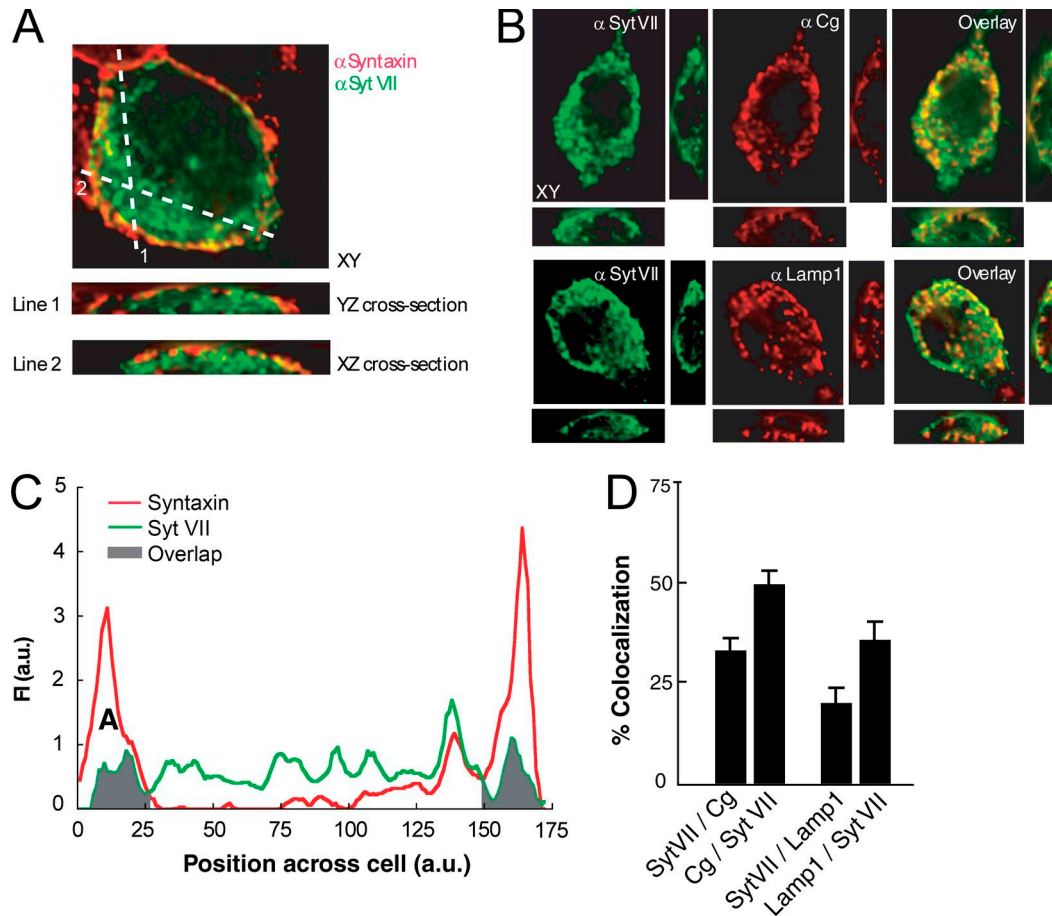 A
α Syntaxin
α Syt VII
2
1
XY
Line 1
YZ cross-section
Line 2
XZ cross-section
B
α Syt VII
α Cg
Overlay
XY
α Syt VII
α Lamp1
Overlay
C
5
4
3
2
1
0
FI (a.u.)
Syntaxin
Syt VII
Overlap
A
0
25
50
75
100
125
150
175
Position across cell (a.u.)
D
75
50
25
0
% Colocalization
SytVII / Cg
Cg / Syt VII
SytVII / Lamp1
Lamp1 / Syt VII